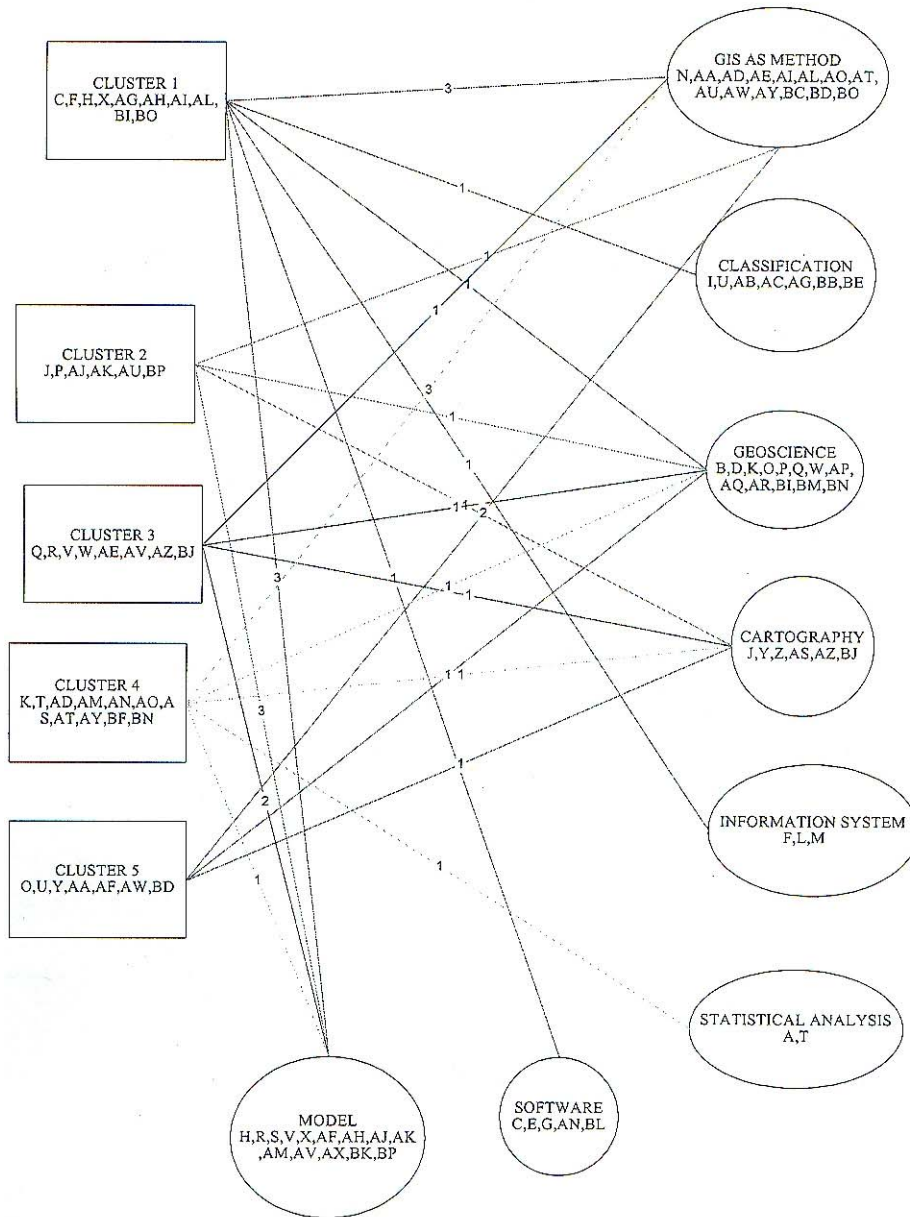 CLUSTER 1
C,F,H,X,AG,AH,AI,AL,
BI,BO
GIS AS METHOD
N,AA,AD,AE,AI,AL,AO,AT,
AU,AW,AY,BC,BD,BO
3
1
CLASSIFICATION
I,U,AB,AC,AG,BB,BE
1
1
1
CLUSTER 2
J,P,AJ,AK,AU,BP
3
1
GEOSCIENCE
B,D,K,O,P,Q,W,AP,
AQ,AR,BI,BM,BN
1
CLUSTER 3
Q,R,V,W,AE,AV,AZ,BJ
1
1
2
3
1
1
1
1
CARTOGRAPHY
J,Y,Z,AS,AZ,BJ
CLUSTER 4
K,T,AD,AM,AN,AO,A
S,AT,AY,BF,BN
1
1
3
1
2
INFORMATION SYSTEM
F,L,M
CLUSTER 5
O,U,Y,AA,AF,AW,BD
1
1
STATISTICAL ANALYSIS
A,T
MODEL
H,R,S,V,X,AF,AH,AJ,AK
,AM,AV,AX,BK,BP
SOFTWARE
C,E,G,AN,BL